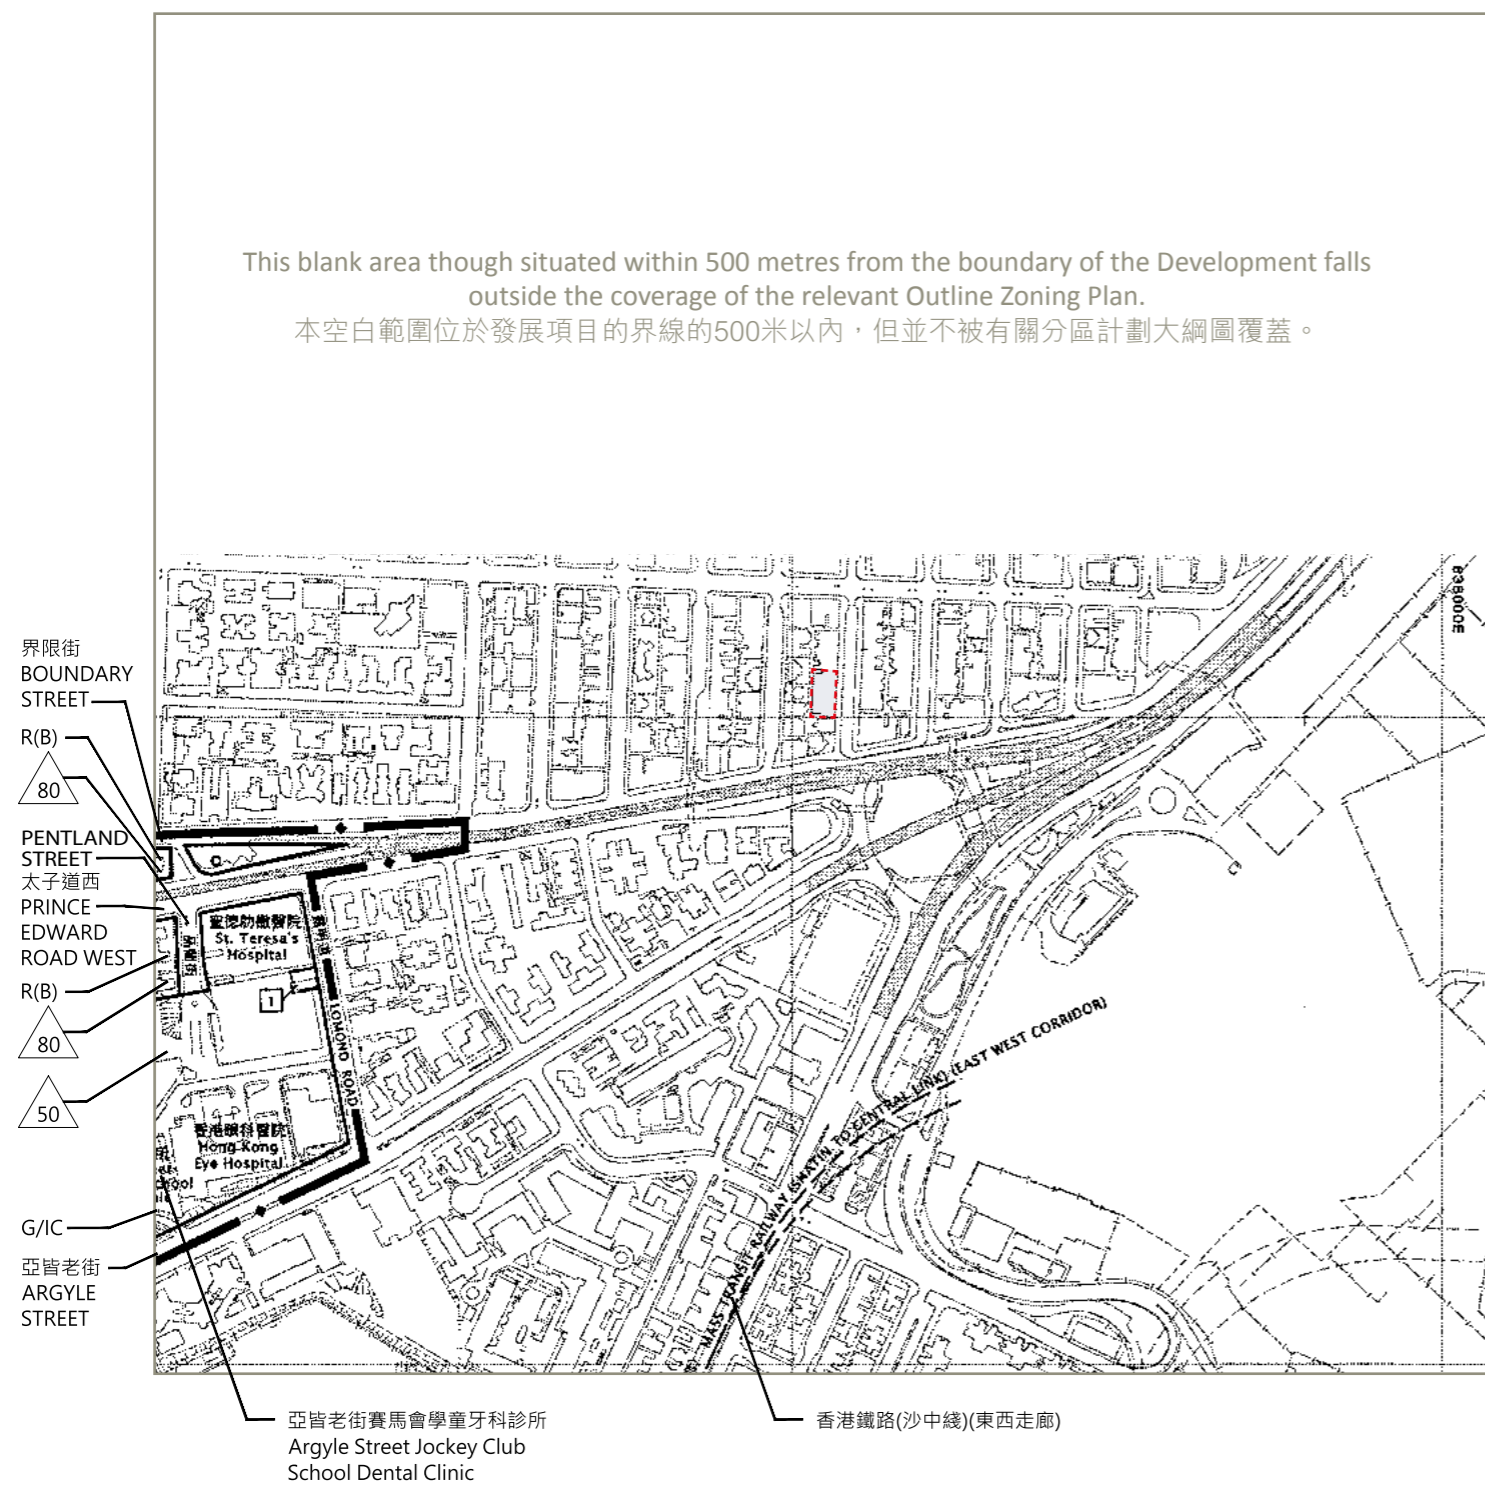 This blank area though situated within 500 metres from the boundary of the Development falls
outside the coverage of the relevant Outline Zoning Plan.
本空白範圍位於發展項目的界線的500米以內，但並不被有關分區計劃大綱圖覆蓋。
838000E
界限街
BOUNDARY
STREET
R(B)
80
PENTLAND
STREET
太子道西
PRINCE
EDWARD
ROAD WEST
R(B)
80
50
G/IC
亞皆老街
ARGYLE
STREET
C
聖德肋撒醫院
St. Teresa's
Hospital
1
LOMOND ROAD
香港眼科醫院
Hong Kong
Eye Hospital
MASS TRANSIT RAILWAY (SHATIN TO CENTRAL LINK) (EAST WEST CORRIDOR)
亞皆老街賽馬會學童牙科診所
Argyle Street Jockey Club
School Dental Clinic
香港鐵路(沙中綫)(東西走廊)